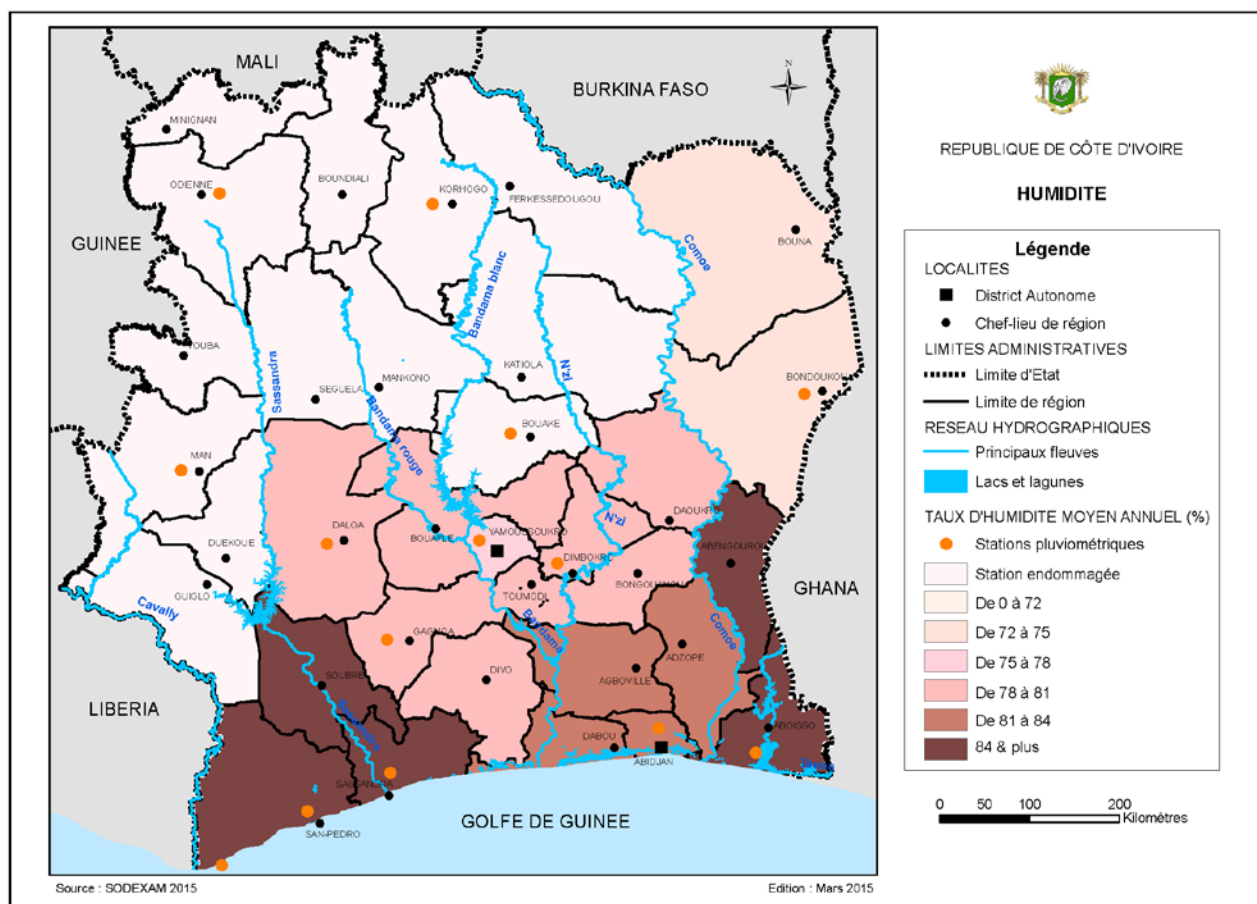 MALI
BURKINA FASO
GUINEE
LIBERIA
GHANA
GOLFE DE GUINEE
N
MINIGNAN
ODIENNE
BOUNDIALI
KORHOGO
FERKESSEDOUGOU
BOUNA
TOUBA
SEGUELA
MANKONO
KATIOLA
BONDOUKOU
BOUAKE
MAN
DUEKOUE
GUIGLO
DALOA
BOUAFLE
YAMOUSSOUKRO
DAOUKRO
DIMBOKRO
TOUMODI
BONGOUANOU
ABENGOUROU
GAGNOA
DIVO
ADZOPE
AGBOVILLE
SOUBRE
DABOU
ABIDJAN
ABOISSO
SASSANDRA
SAN-PEDRO
Comoe
Bandama blanc
N'zi
Sassandra
Bandama rouge
N'zi
Cavally
Bandama
Comoe
Sassandra
Source : SODEXAM 2015
Edition : Mars 2015
REPUBLIQUE DE CÔTE D'IVOIRE
HUMIDITE
Légende
LOCALITES
District Autonome
Chef-lieu de région
LIMITES ADMINISTRATIVES
Limite d'Etat
Limite de région
RESEAU HYDROGRAPHIQUES
Principaux fleuves
Lacs et lagunes
TAUX D'HUMIDITE MOYEN ANNUEL (%)
Stations pluviométriques
Station endommagée
De 0 à 72
De 72 à 75
De 75 à 78
De 78 à 81
De 81 à 84
84 & plus
0 50 100 200
Kilomètres